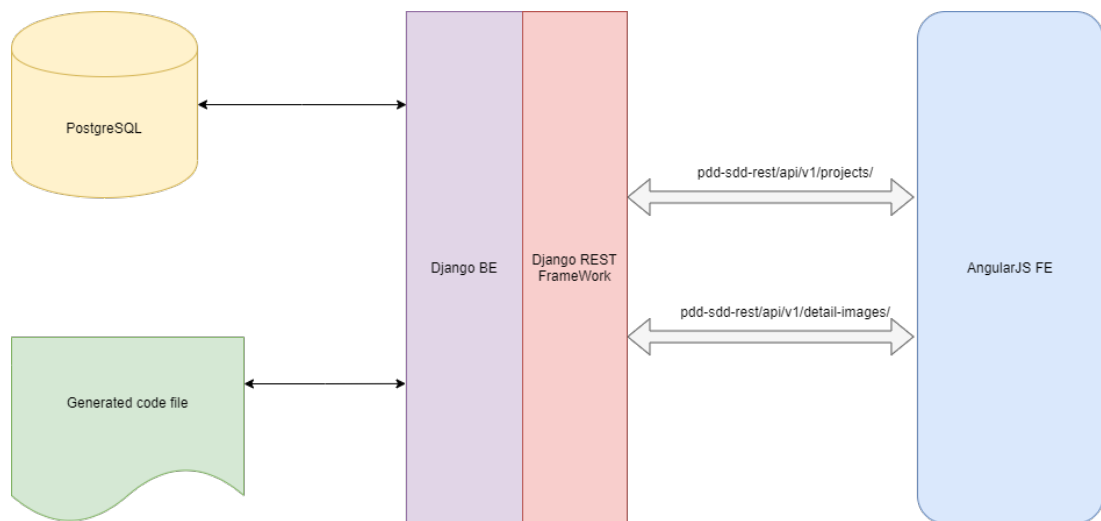 PostgreSQL
pdd-sdd-rest/api/v1/projects/
Django BE
Django REST
FrameWork
AngularJS FE
pdd-sdd-rest/api/v1/detail-images/
Generated code file